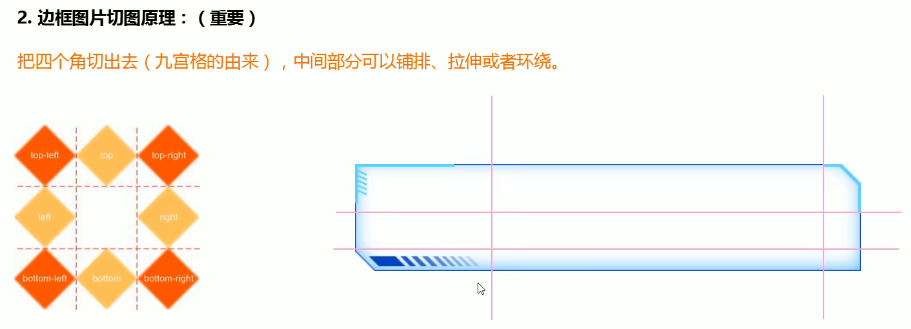 2. 边框图片切图原理：（重要）
把四个角切出去（九宫格的由来），中间部分可以铺排、拉伸或者环绕。
top-left top top-right
left right
bottom-left bottom bottom-right